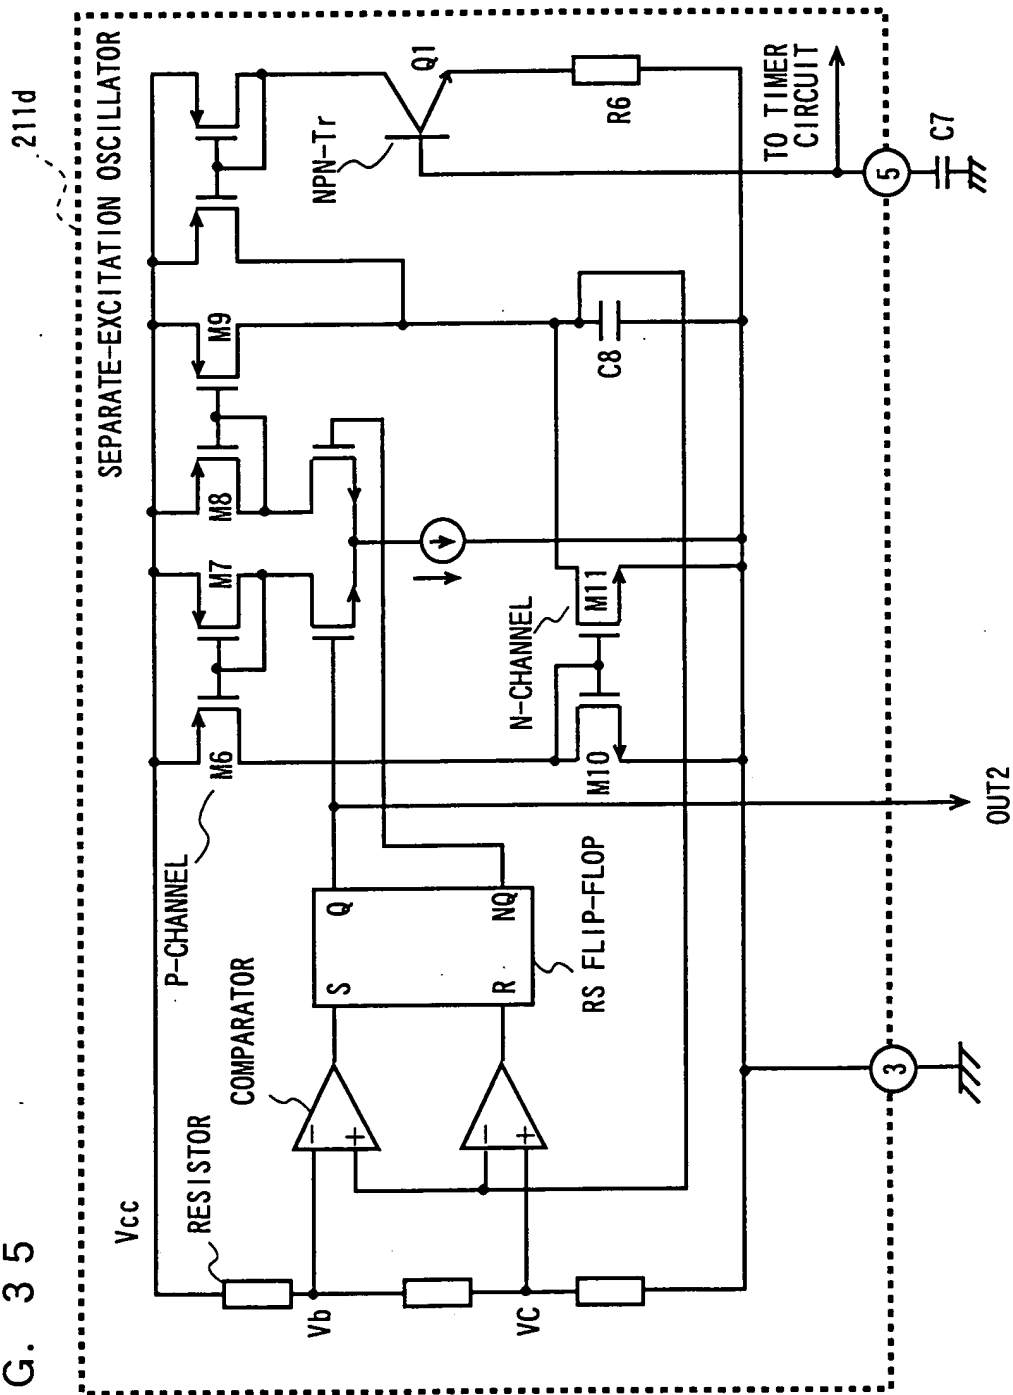 G. 35
211d
SEPARATE-EXCITATION OSCILLATOR
Vcc
RESISTOR
Vb
VC
COMPARATOR
−
+
−
+
S
R
Q
NQ
RS FLIP-FLOP
P-CHANNEL
M6
M7
M8
M9
N-CHANNEL
M10
M11
C8
NPN-Tr
Q1
R6
TO TIMER
CIRCUIT
5
C7
3
OUT2